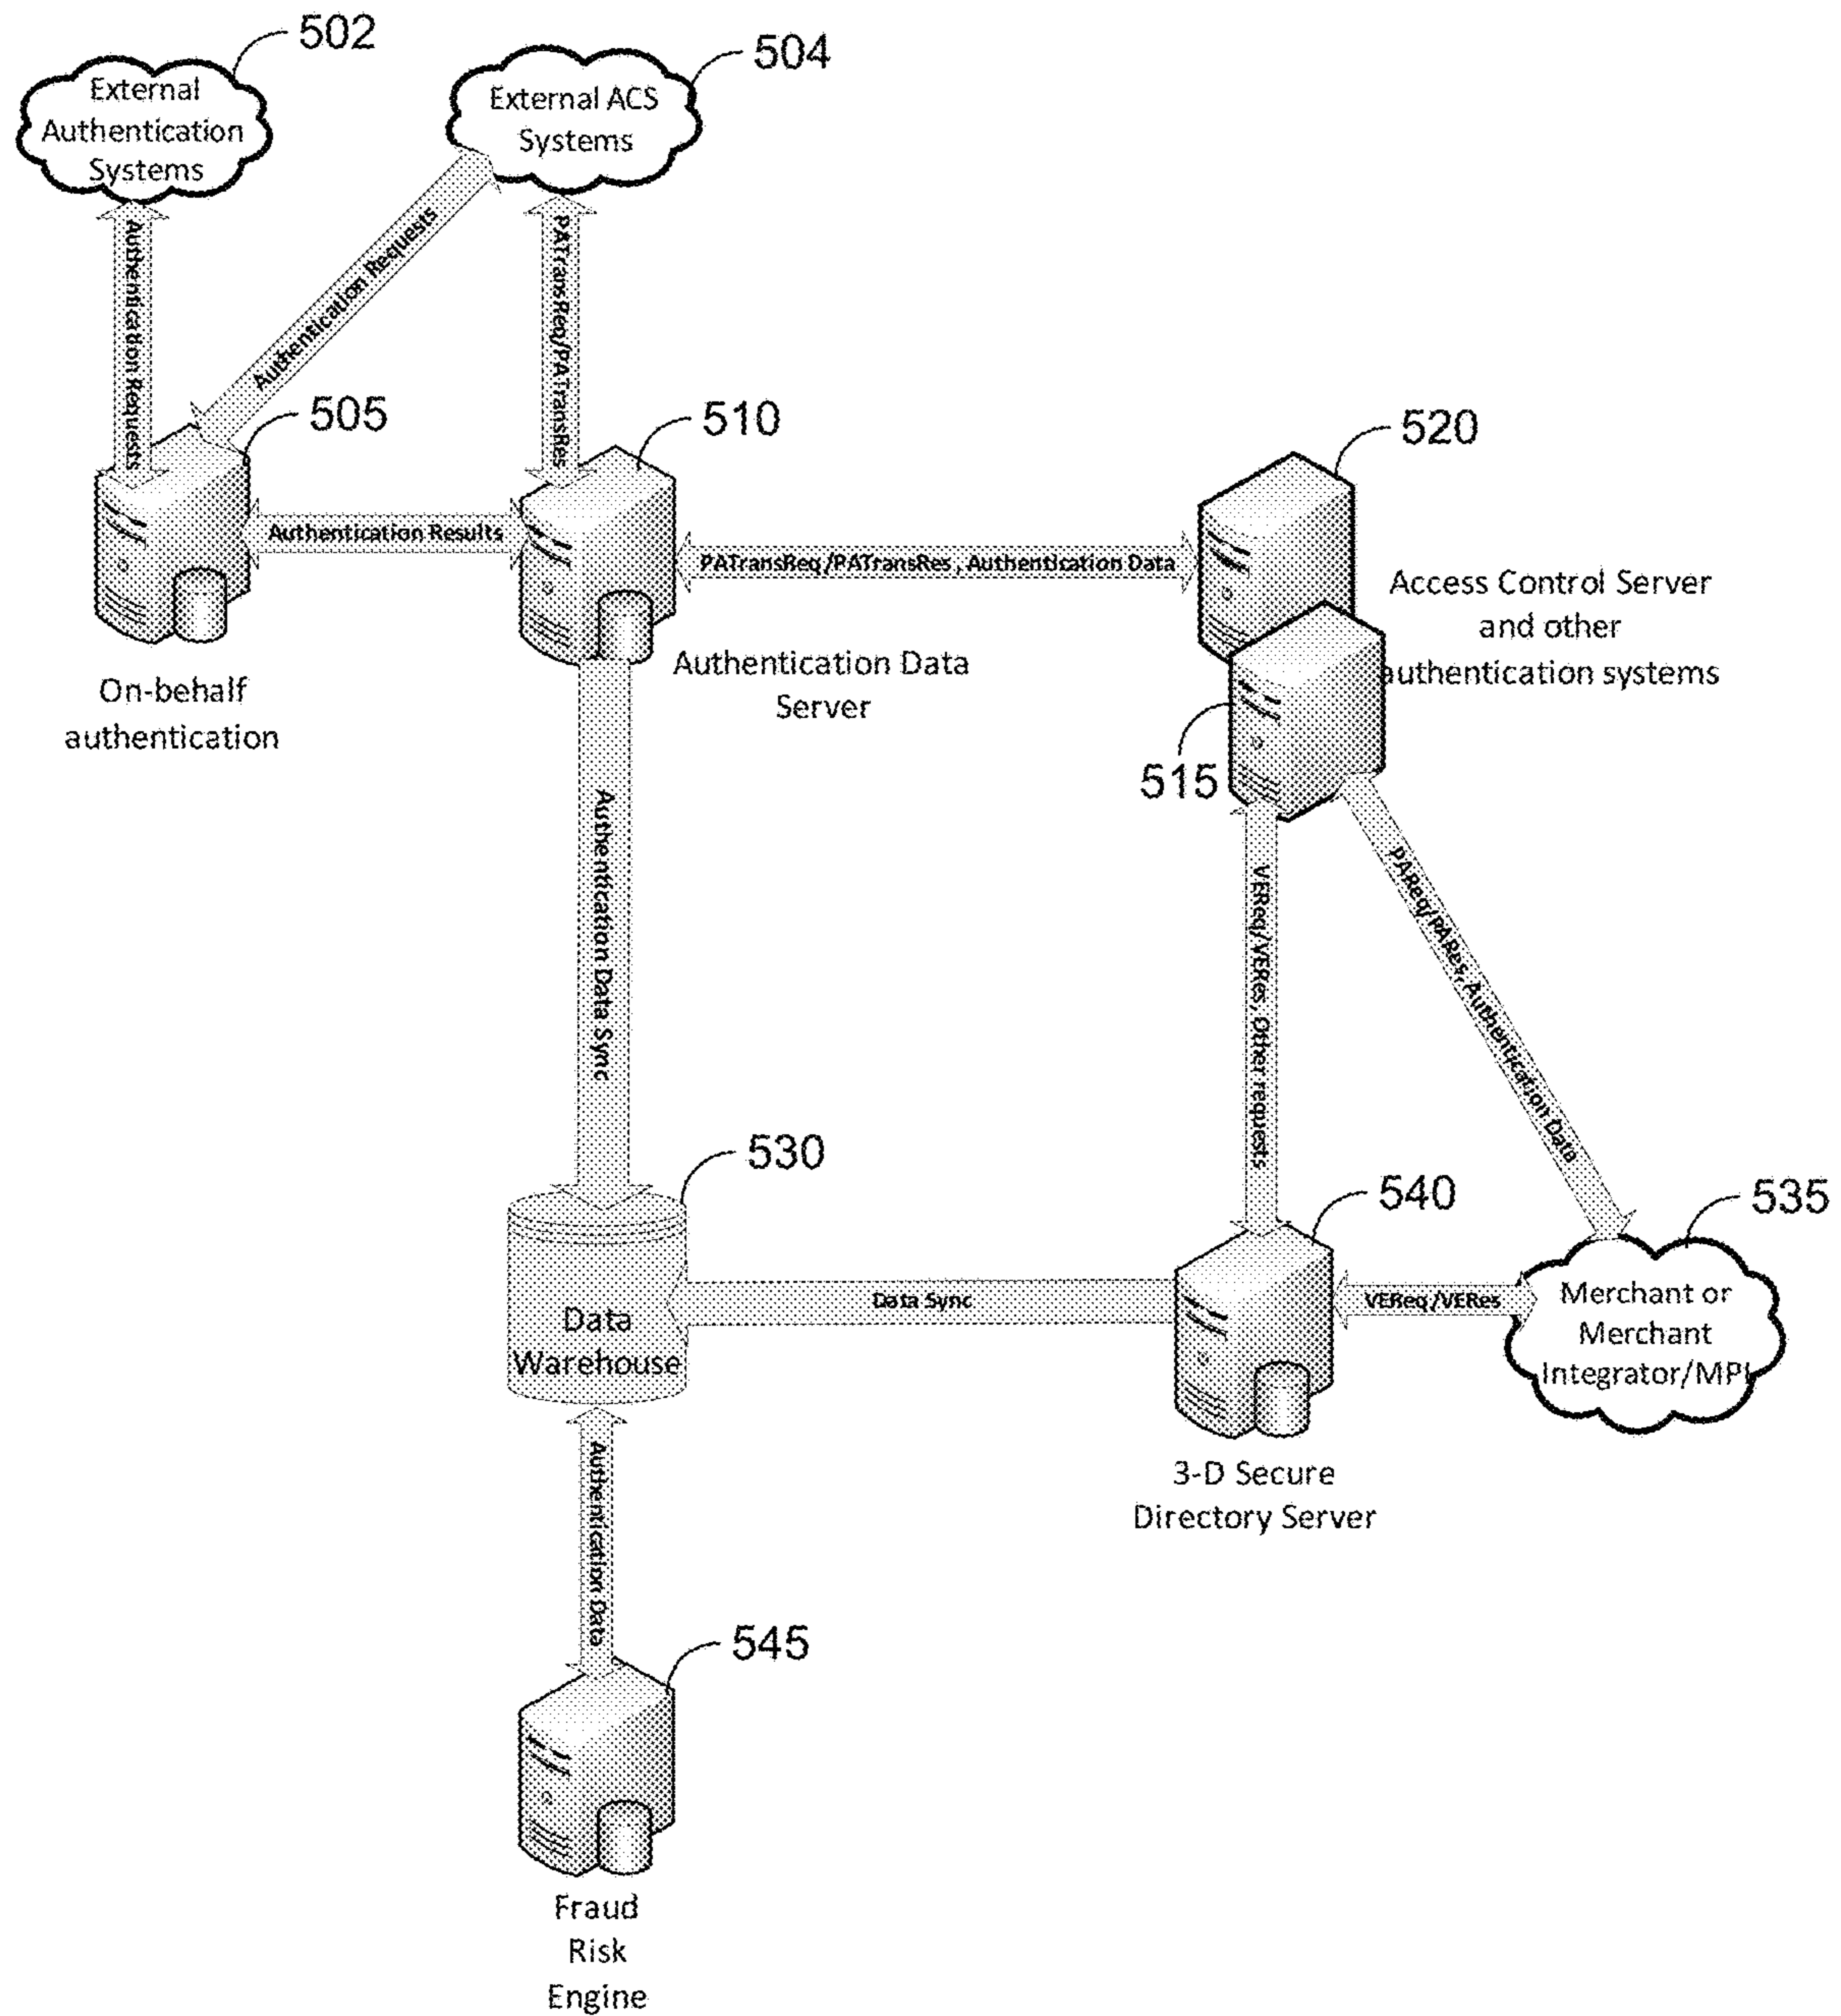 502
External
Authentication
Systems
504
External ACS
Systems
Authentication Requests
Authentication Requests
PATransReq/PATransRes
505
510
520
Authentication Results
PATransReq/PATransRes, Authentication Data
Access Control Server
and other
authentication systems
Authentication Data
Server
On-behalf
authentication
515
Authentication Data Sync
VEReq/VERes, Other requests
PAReq/PARes, Authentication Data
530
540
535
Data
Warehouse
Data Sync
VEReq/VERes
Merchant or
Merchant
Integrator/MPI
3-D Secure
Directory Server
Authentication Data
545
Fraud
Risk
Engine